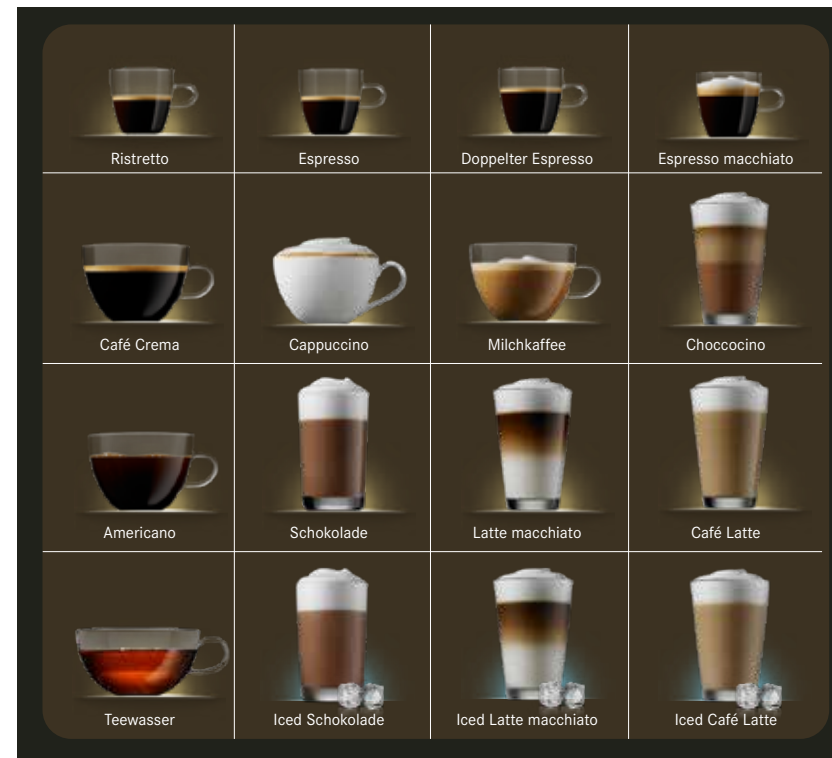 Ristretto
Espresso
Doppelter Espresso
Espresso macchiato
Café Crema
Cappuccino
Milchkaffee
Choccocino
Americano
Schokolade
Latte macchiato
Café Latte
Teewasser
Iced Schokolade
Iced Latte macchiato
Iced Café Latte